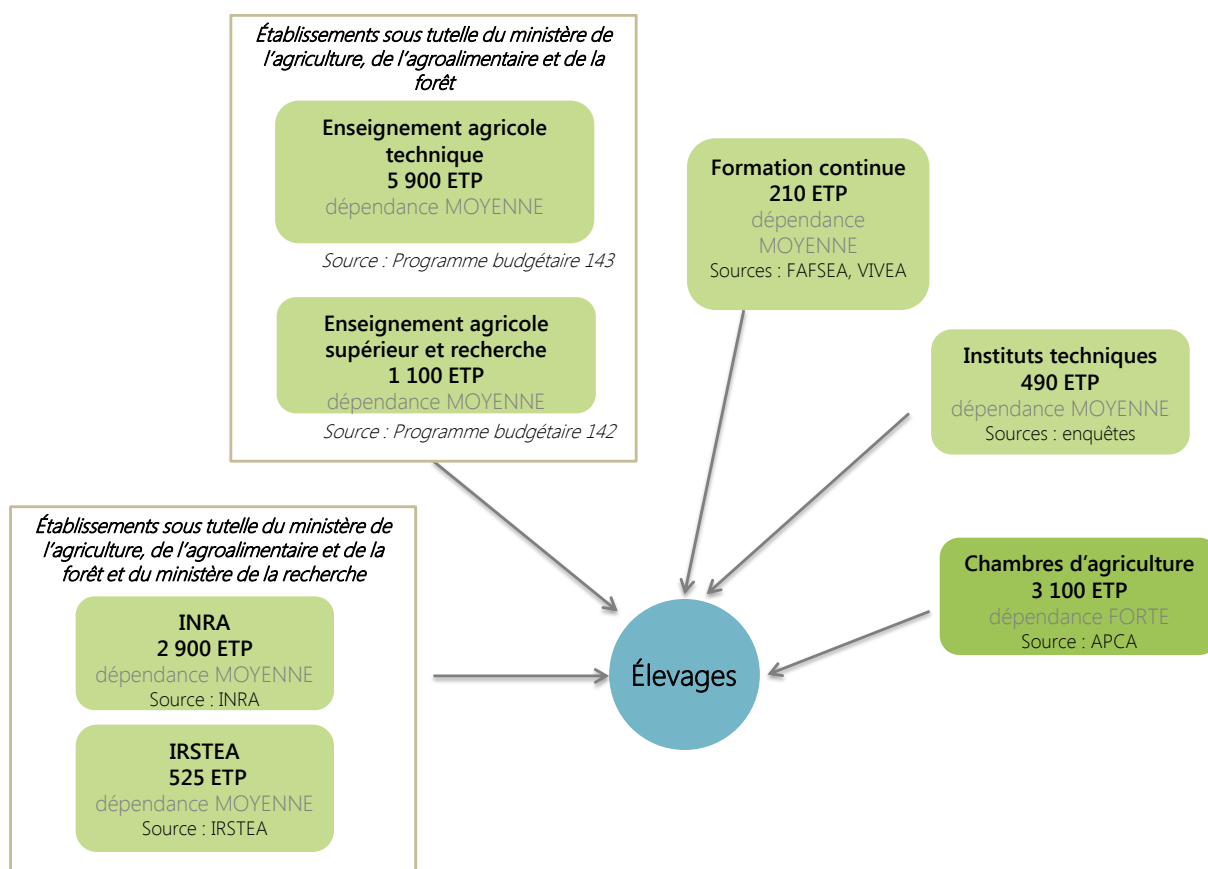 Établissements sous tutelle du ministère de
l'agriculture, de l'agroalimentaire et de la
forêt
Enseignement agricole
technique
5 900 ETP
dépendance MOYENNE
Source : Programme budgétaire 143
Enseignement agricole
supérieur et recherche
1 100 ETP
dépendance MOYENNE
Source : Programme budgétaire 142
Formation continue
210 ETP
dépendance
MOYENNE
Sources : FAFSEA, VIVEA
Instituts techniques
490 ETP
dépendance MOYENNE
Sources : enquêtes
Chambres d'agriculture
3 100 ETP
dépendance FORTE
Source : APCA
Établissements sous tutelle du ministère de
l'agriculture, de l'agroalimentaire et de la
forêt et du ministère de la recherche
INRA
2 900 ETP
dépendance MOYENNE
Source : INRA
IRSTEA
525 ETP
dépendance MOYENNE
Source : IRSTEA
Élevages